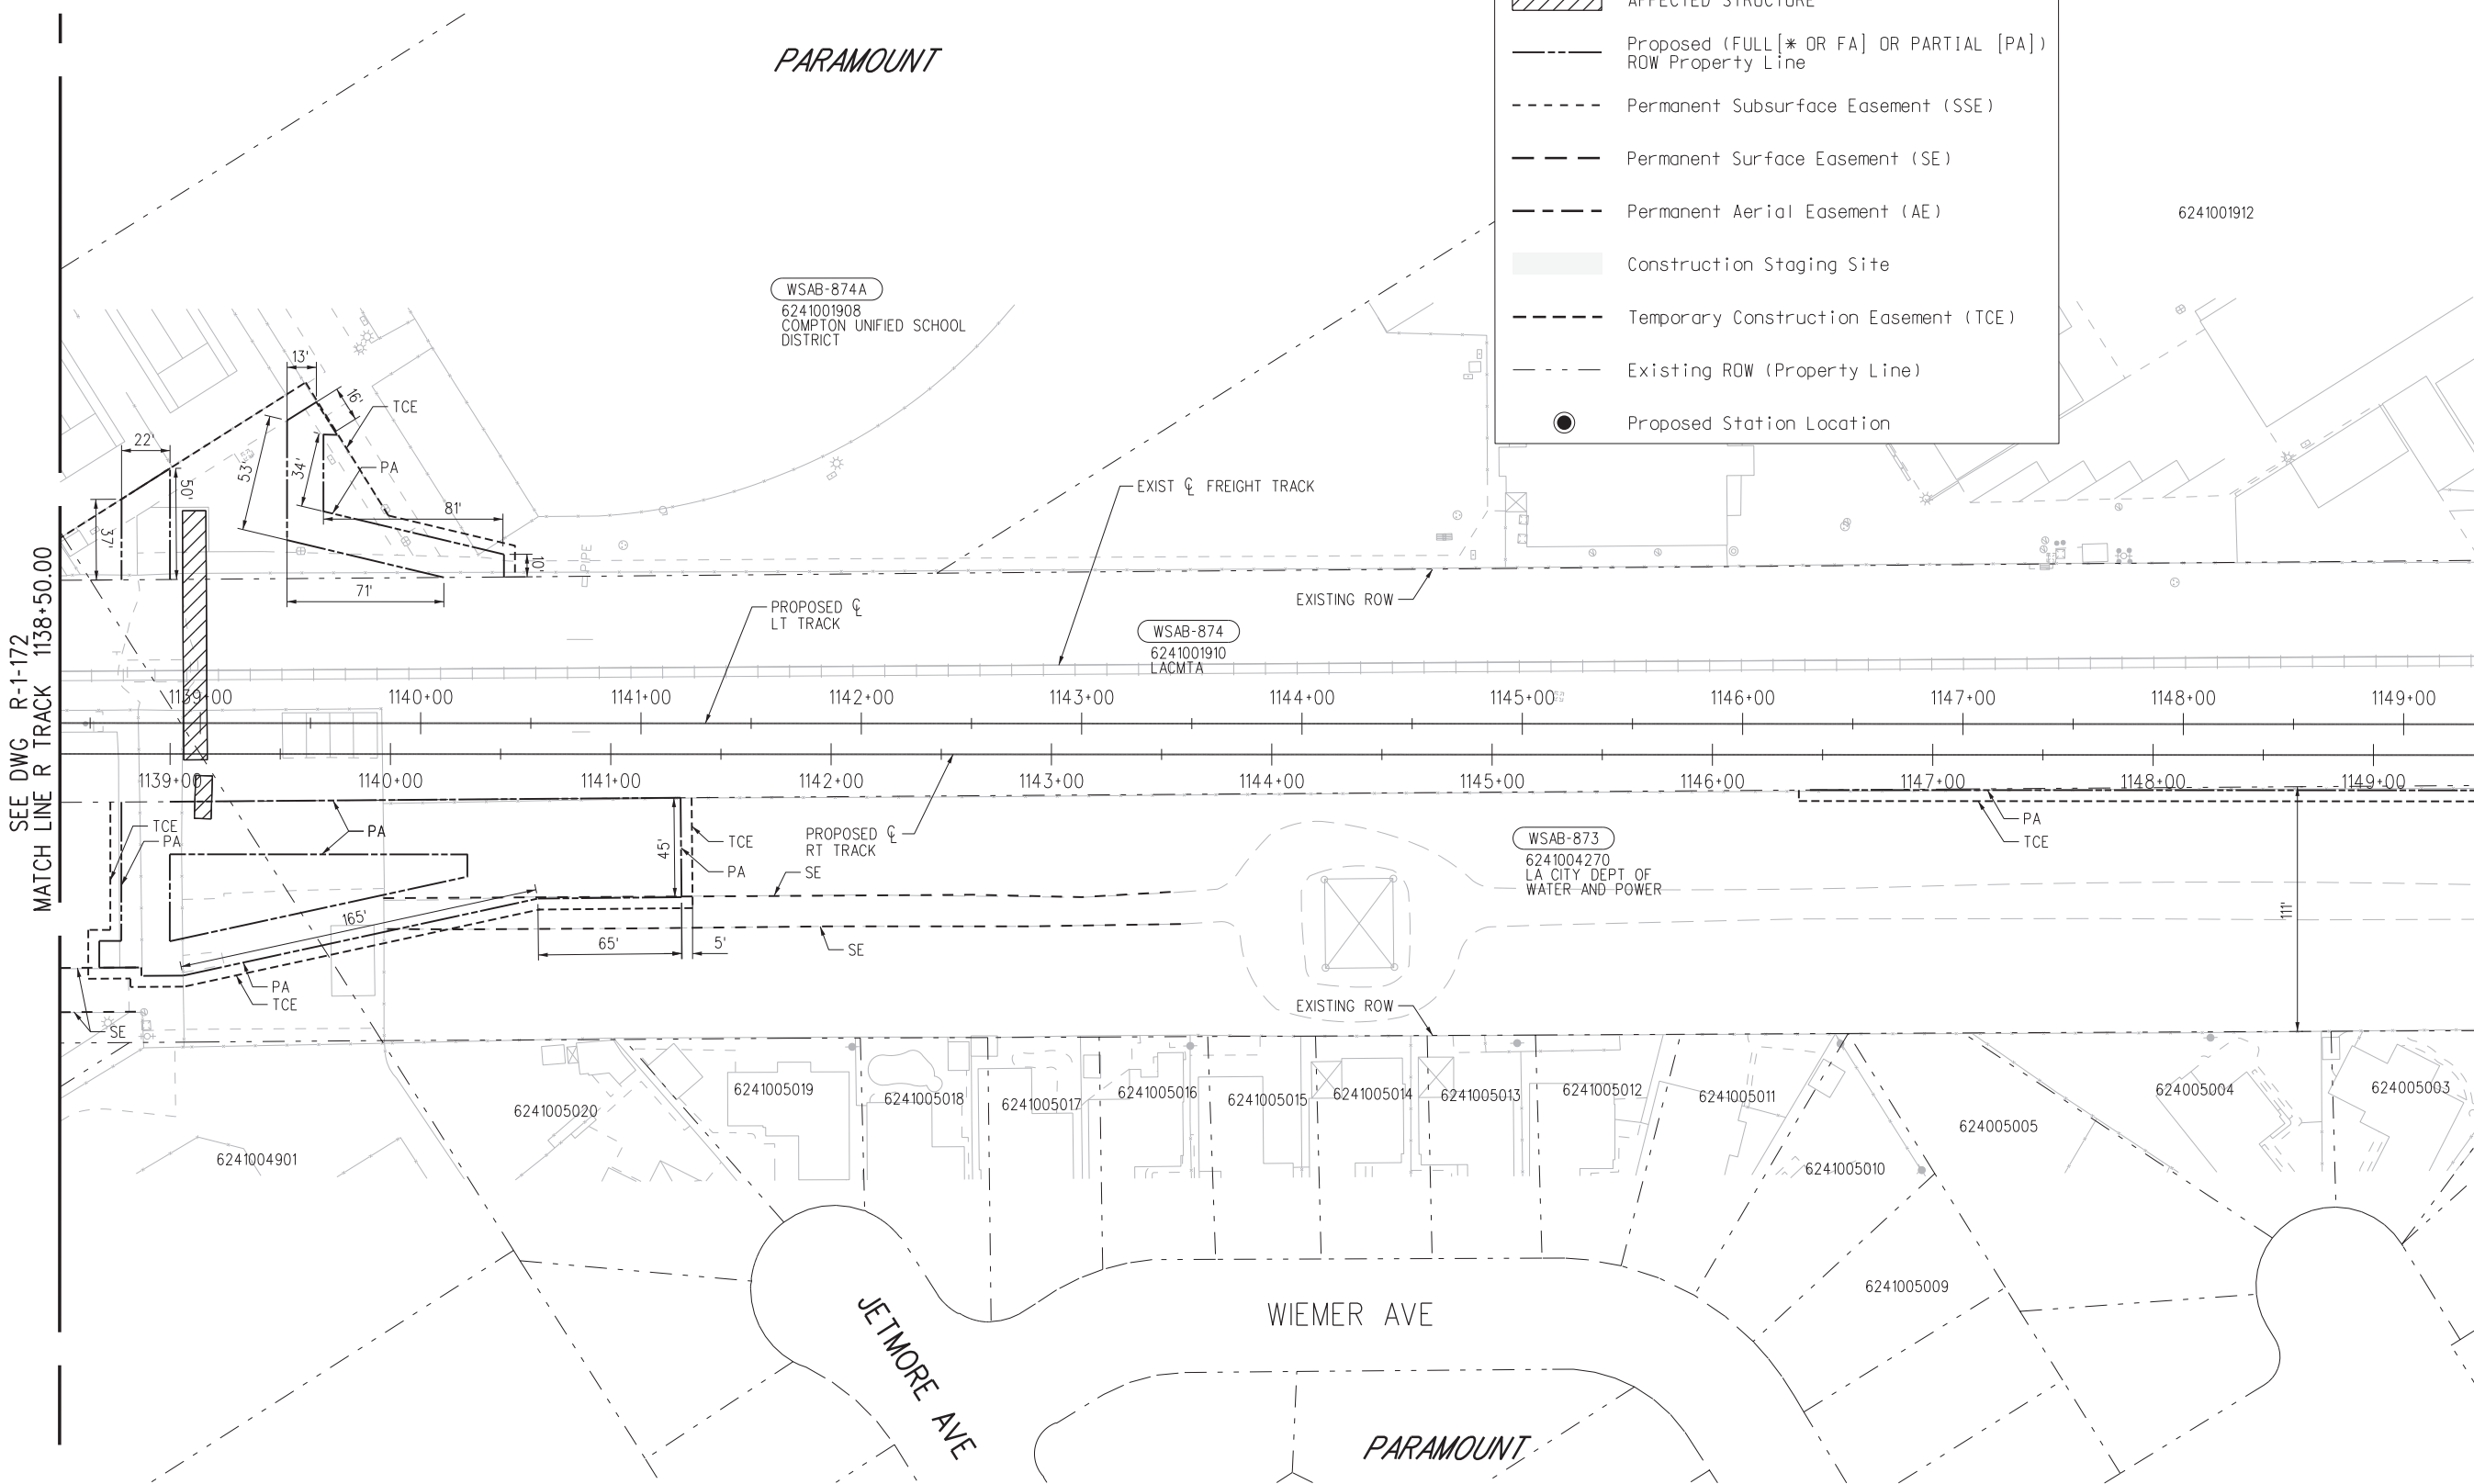 AFFECTED STRUCTURE
Proposed (FULL[* OR FA] OR PARTIAL [PA])
ROW Property Line
Permanent Subsurface Easement (SSE)
Permanent Surface Easement (SE)
Permanent Aerial Easement (AE)
Construction Staging Site
Temporary Construction Easement (TCE)
Existing ROW (Property Line)
Proposed Station Location
PARAMOUNT
6241001912
WSAB-874A
6241001908
COMPTON UNIFIED SCHOOL
DISTRICT
13'
16'
TCE
22'
53'
34'
PA
50'
37'
81'
10'
71'
EXIST ℄ FREIGHT TRACK
PROPOSED ℄
LT TRACK
EXISTING ROW
WSAB-874
6241001910
LACMTA
SEE DWG R-1-172
MATCH LINE R TRACK 1138+50.00
1139+00
1140+00
1141+00
1142+00
1143+00
1144+00
1145+00
1146+00
1147+00
1148+00
1149+00
1139+00
1140+00
1141+00
1142+00
1143+00
1144+00
1145+00
1146+00
1147+00
1148+00
1149+00
TCE
PA
PA
45'
TCE
PA
PROPOSED ℄
RT TRACK
SE
WSAB-873
6241004270
LA CITY DEPT OF
WATER AND POWER
PA
TCE
111'
165'
65'
5'
SE
PA
TCE
SE
EXISTING ROW
6241004901
6241005020
6241005019
6241005018
6241005017
6241005016
6241005015
6241005014
6241005013
6241005012
6241005011
6241005010
624005005
624005004
624005003
6241005009
JETMORE AVE
WIEMER AVE
PARAMOUNT